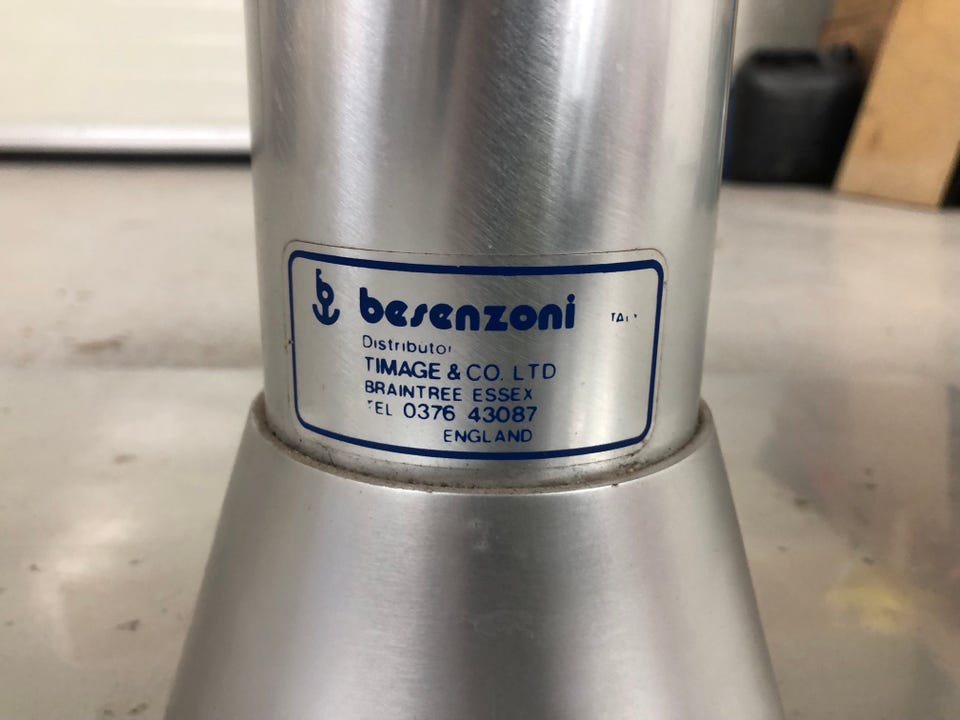 besenzoni
Distributor
TIMAGE & CO. LTD
BRAINTREE ESSEX
TEL 0376 43087
ENGLAND